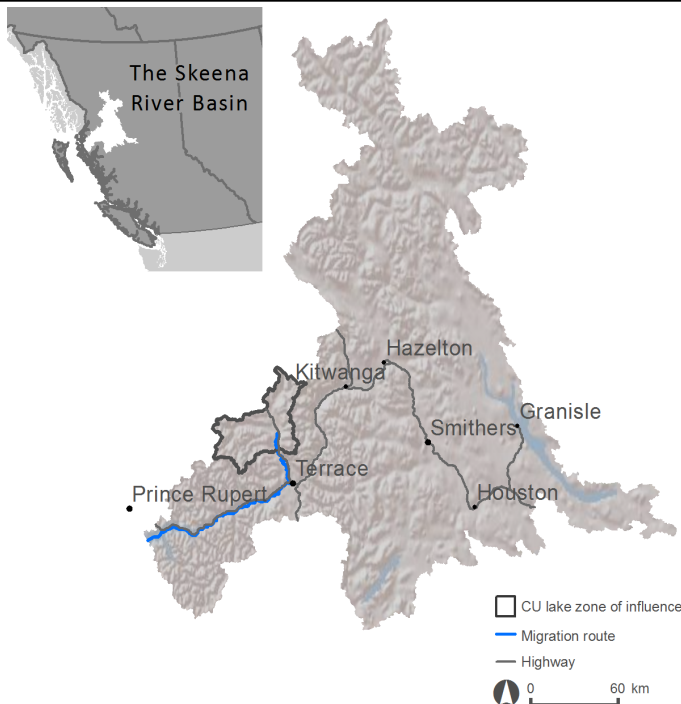 The Skeena
River Basin
Hazelton
Kitwanga
Granisle
Smithers
Terrace
Prince Rupert
Houston
CU lake zone of influence
Migration route
Highway
0 60 km